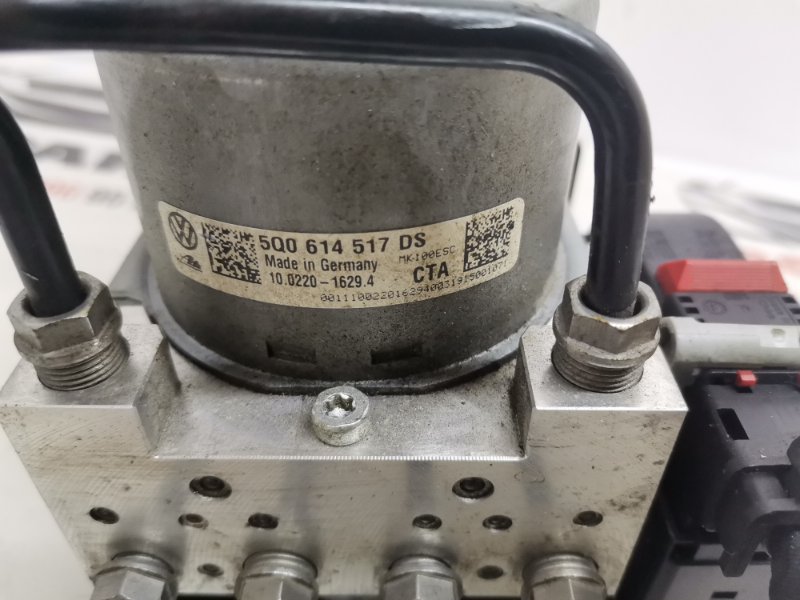 5Q0 614 517 DS
Made in Germany MK100ESC
10.0220-1629.4 CTA